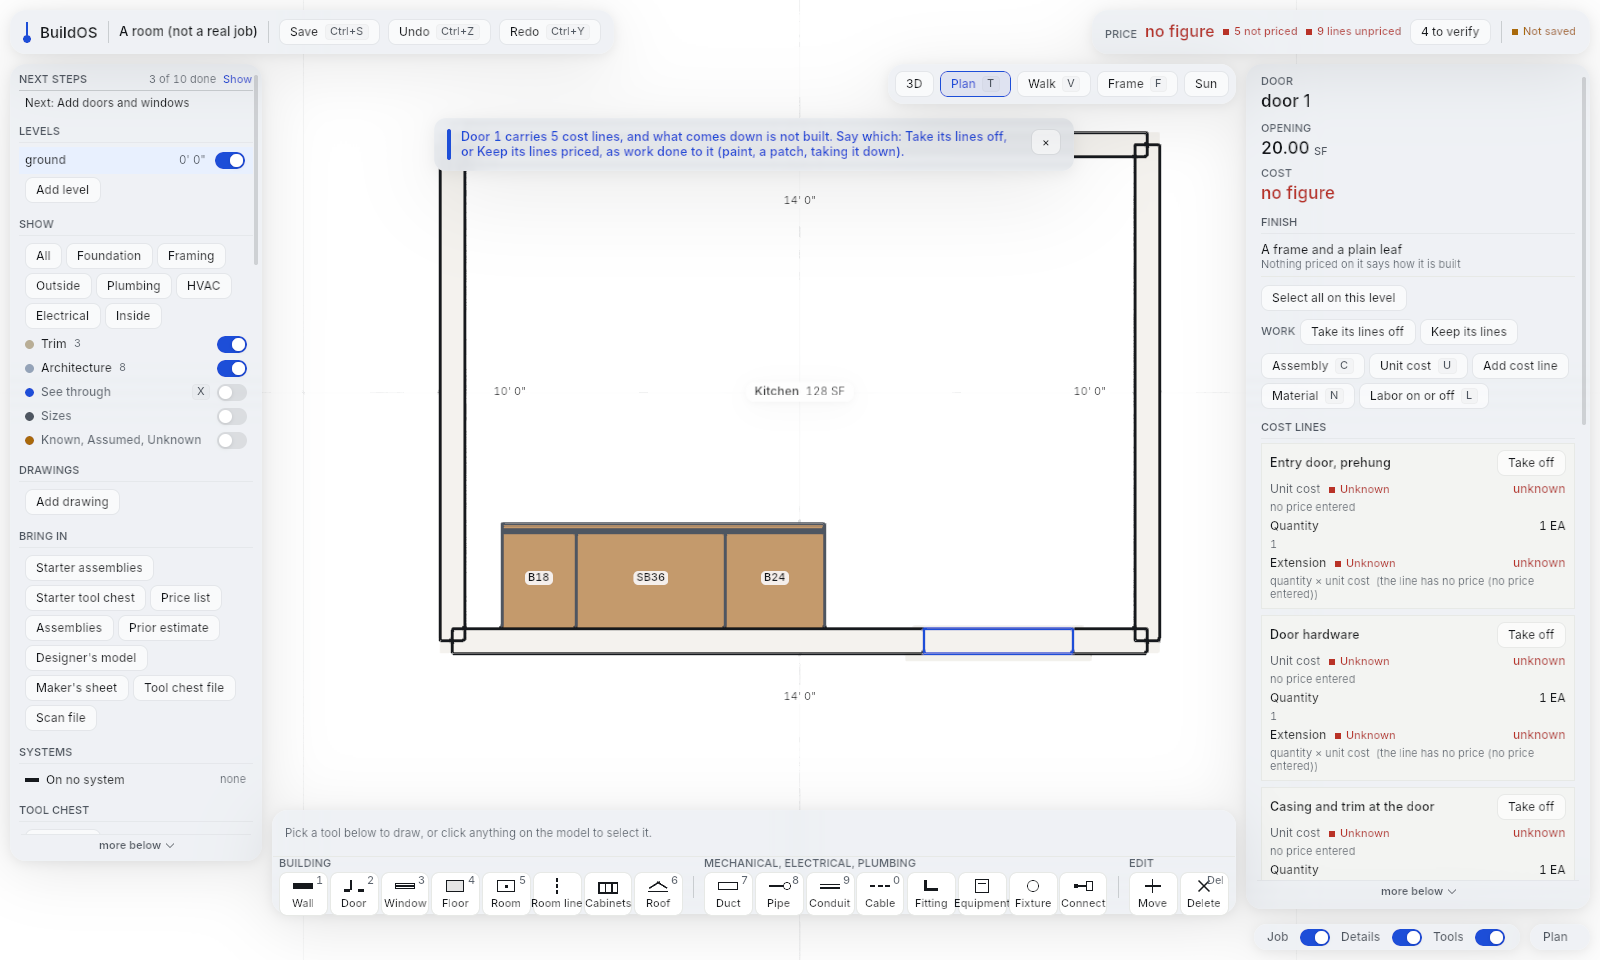 BuildOS
A room (not a real job)
Save Ctrl+S
Undo Ctrl+Z
Redo Ctrl+Y
PRICE no figure 5 not priced 9 lines unpriced 4 to verify Not saved
NEXT STEPS 3 of 10 done Show
Next: Add doors and windows
LEVELS
ground 0' 0"
Add level
SHOW
All Foundation Framing
Outside Plumbing HVAC
Electrical Inside
Trim 3
Architecture 8
See through X
Sizes
Known, Assumed, Unknown
DRAWINGS
Add drawing
BRING IN
Starter assemblies
Starter tool chest Price list
Assemblies Prior estimate
Designer's model
Maker's sheet Tool chest file
Scan file
SYSTEMS
On no system none
TOOL CHEST
more below
3D Plan T Walk V Frame F Sun
Door 1 carries 5 cost lines, and what comes down is not built. Say which: Take its lines off,
or Keep its lines priced, as work done to it (paint, a patch, taking it down).
×
14' 0"
10' 0"
Kitchen 128 SF
10' 0"
B18 SB36 B24
14' 0"
Pick a tool below to draw, or click anything on the model to select it.
BUILDING
Wall 1
Door 2
Window 3
Floor 4
Room 5
Room line
Cabinets
Roof 6
MECHANICAL, ELECTRICAL, PLUMBING
Duct 7
Pipe 8
Conduit 9
Cable 0
Fitting
Equipment
Fixture
Connect
EDIT
Move
Delete Del
DOOR
door 1
OPENING
20.00 SF
COST
no figure
FINISH
A frame and a plain leaf
Nothing priced on it says how it is built
Select all on this level
WORK Take its lines off Keep its lines
Assembly C Unit cost U Add cost line
Material N Labor on or off L
COST LINES
Entry door, prehung Take off
Unit cost Unknown unknown
no price entered
Quantity 1 EA
1
Extension Unknown unknown
quantity × unit cost (the line has no price (no price
entered))
Door hardware Take off
Unit cost Unknown unknown
no price entered
Quantity 1 EA
1
Extension Unknown unknown
quantity × unit cost (the line has no price (no price
entered))
Casing and trim at the door Take off
Unit cost Unknown unknown
no price entered
Quantity 1 EA
more below
Job Details Tools Plan